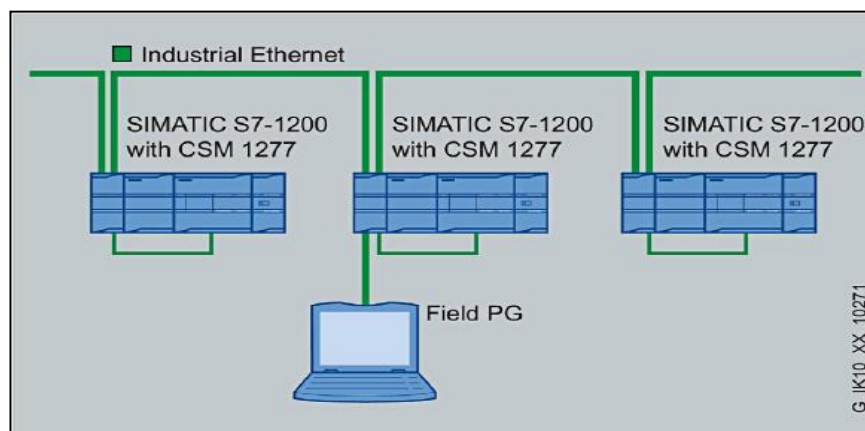 Industrial Ethernet
SIMATIC S7-1200
with CSM 1277
SIMATIC S7-1200
with CSM 1277
SIMATIC S7-1200
with CSM 1277
Field PG
G_IK10_XX_10271